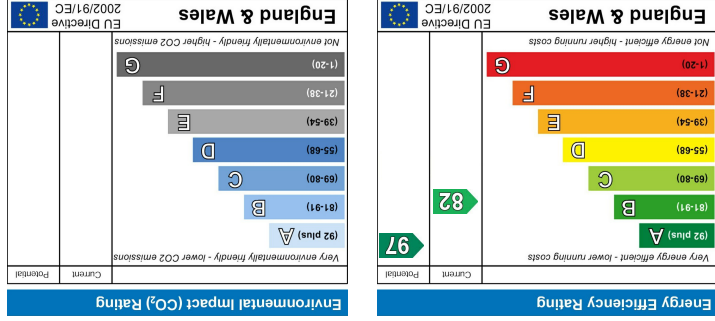 Energy Efficiency Rating
Current Potential
Very energy efficient - lower running costs
(92 plus) A
(81-91) B
(69-80) C
(55-68) D
(39-54) E
(21-38) F
(1-20) G
Not energy efficient - higher running costs
82
97
England & Wales
EU Directive
2002/91/EC
Environmental Impact (CO₂) Rating
Current Potential
Very environmentally friendly - lower CO2 emissions
(92 plus) A
(81-91) B
(69-80) C
(55-68) D
(39-54) E
(21-38) F
(1-20) G
Not environmentally friendly - higher CO2 emissions
England & Wales
EU Directive
2002/91/EC